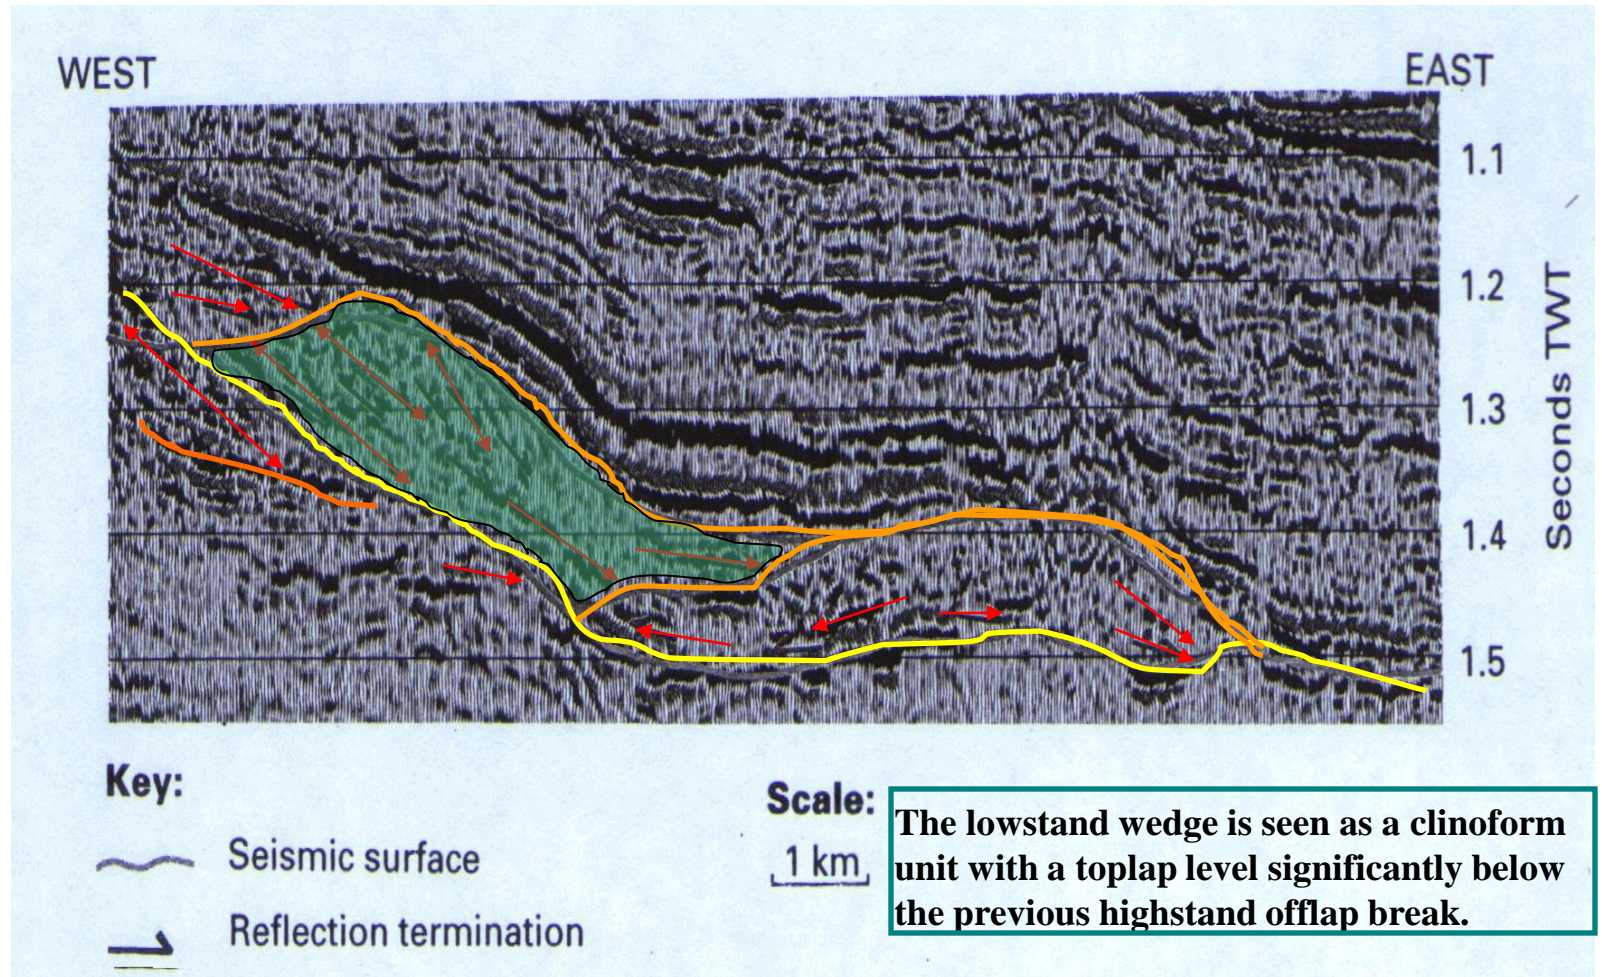 WEST
EAST
1.1
1.2
1.3
1.4
1.5
Seconds TWT
Key:
Seismic surface
Reflection termination
Scale:
1 km
The lowstand wedge is seen as a clinoform
unit with a toplap level significantly below
the previous highstand offlap break.